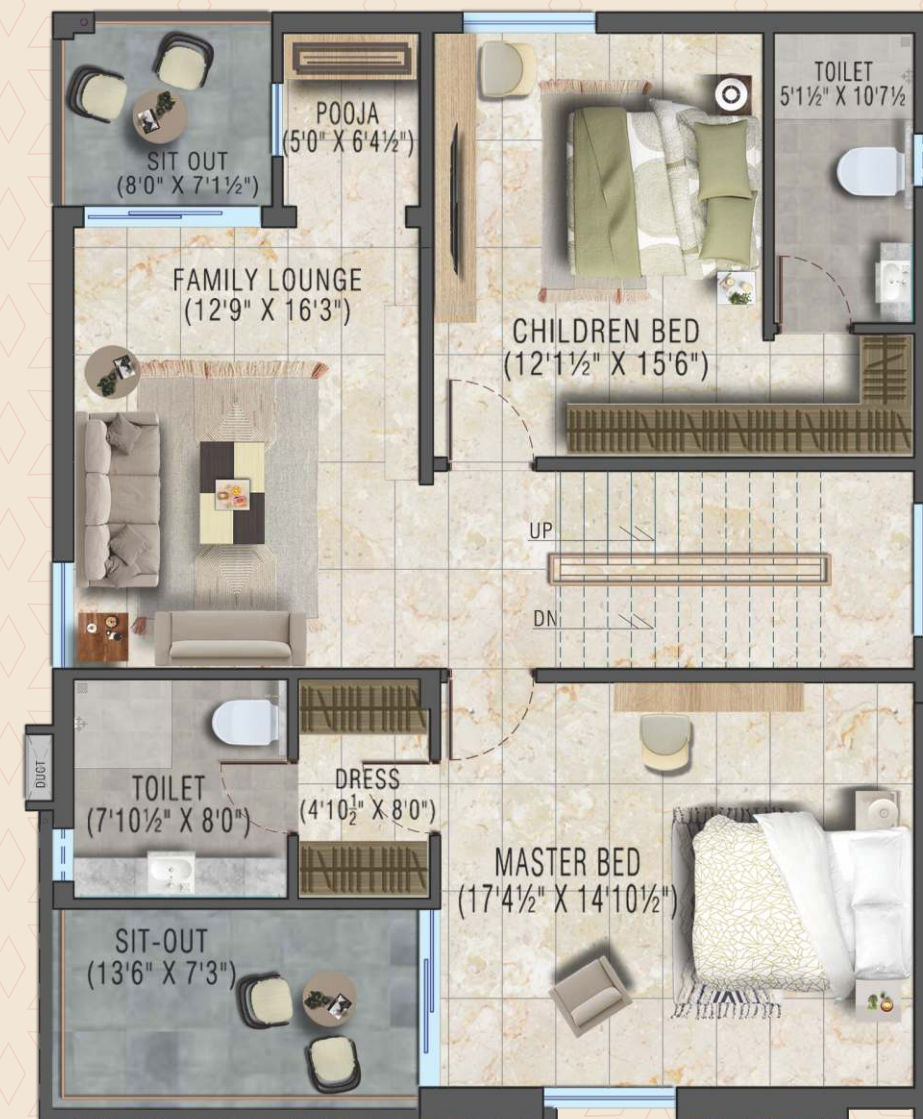 SIT OUT
(8'0" X 7'1½")
POOJA
(5'0" X 6'4½")
TOILET
5'1½" X 10'7½
FAMILY LOUNGE
(12'9" X 16'3")
CHILDREN BED
(12'1½" X 15'6")
UP
DN
DUCT
TOILET
(7'10½" X 8'0")
DRESS
(4'10½" X 8'0")
MASTER BED
(17'4½" X 14'10½")
SIT-OUT
(13'6" X 7'3")